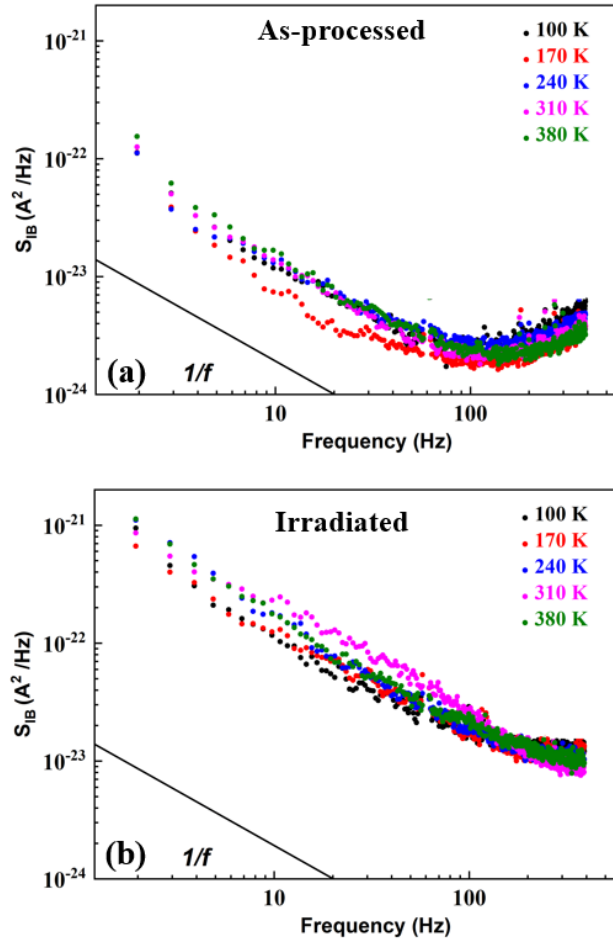 As-processed
100 K
170 K
240 K
310 K
380 K
10⁻²¹
10⁻²²
10⁻²³
10⁻²⁴
S_IB (A² /Hz)
(a)
1/f
10
100
Frequency (Hz)
Irradiated
100 K
170 K
240 K
310 K
380 K
10⁻²¹
10⁻²²
10⁻²³
10⁻²⁴
S_IB (A² /Hz)
(b)
1/f
10
100
Frequency (Hz)